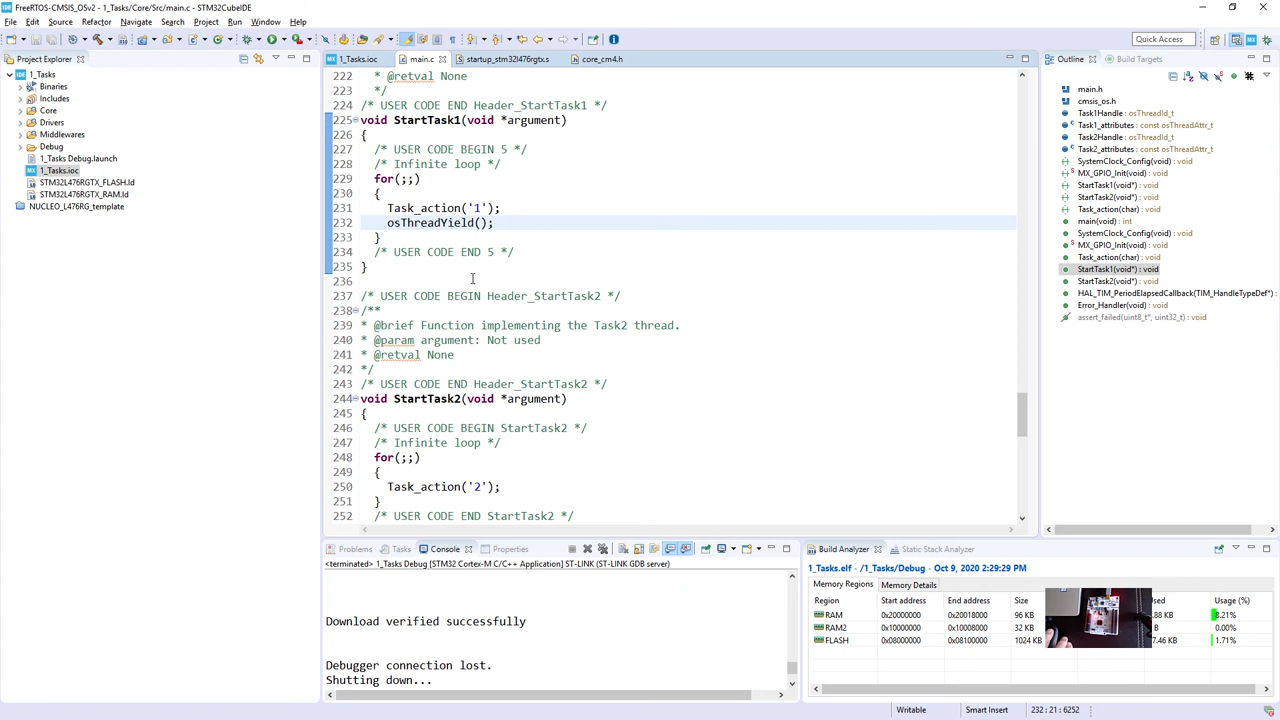 FreeRTOS-CMSIS_OSv2 - 1_Tasks/Core/Src/main.c - STM32CubeIDE
File Edit Source Refactor Navigate Search Project Run Window Help
Quick Access
Project Explorer
1_Tasks
Binaries
Includes
Core
Drivers
Middlewares
Debug
1_Tasks Debug.launch
1_Tasks.ioc
STM32L476RGTX_FLASH.ld
STM32L476RGTX_RAM.ld
NUCLEO_L476RG_template
1_Tasks.ioc main.c startup_stm32l476rgtx.s core_cm4.h
222 * @retval None
223 */
224 /* USER CODE END Header_StartTask1 */
225 void StartTask1(void *argument)
226 {
227 /* USER CODE BEGIN 5 */
228 /* Infinite loop */
229 for(;;)
230 {
231 Task_action('1');
232 osThreadYield();
233 }
234 /* USER CODE END 5 */
235 }
236
237 /* USER CODE BEGIN Header_StartTask2 */
238 /**
239 * @brief Function implementing the Task2 thread.
240 * @param argument: Not used
241 * @retval None
242 */
243 /* USER CODE END Header_StartTask2 */
244 void StartTask2(void *argument)
245 {
246 /* USER CODE BEGIN StartTask2 */
247 /* Infinite loop */
248 for(;;)
249 {
250 Task_action('2');
251 }
252 /* USER CODE END StartTask2 */
Outline Build Targets
main.h
cmsis_os.h
Task1Handle : osThreadId_t
Task1_attributes : const osThreadAttr_t
Task2Handle : osThreadId_t
Task2_attributes : const osThreadAttr_t
SystemClock_Config(void) : void
MX_GPIO_Init(void) : void
StartTask1(void*) : void
StartTask2(void*) : void
Task_action(char) : void
main(void) : int
SystemClock_Config(void) : void
MX_GPIO_Init(void) : void
Task_action(char) : void
StartTask1(void*) : void
StartTask2(void*) : void
HAL_TIM_PeriodElapsedCallback(TIM_HandleTypeDef*) :
Error_Handler(void) : void
assert_failed(uint8_t*, uint32_t) : void
Problems Tasks Console Properties
<terminated> 1_Tasks Debug [STM32 Cortex-M C/C++ Application] ST-LINK (ST-LINK GDB server)
Download verified successfully
Debugger connection lost.
Shutting down...
Build Analyzer Static Stack Analyzer
1_Tasks.elf - /1_Tasks/Debug - Oct 9, 2020 2:29:29 PM
Memory Regions Memory Details
Region Start address End address Size Usage (%)
RAM 0x20000000 0x20018000 96 KB .88 KB 8.21%
RAM2 0x10000000 0x10008000 32 KB B 0.00%
FLASH 0x08000000 0x08100000 1024 KB 7.46 KB 1.71%
Writable Smart Insert 232 : 21 : 6252